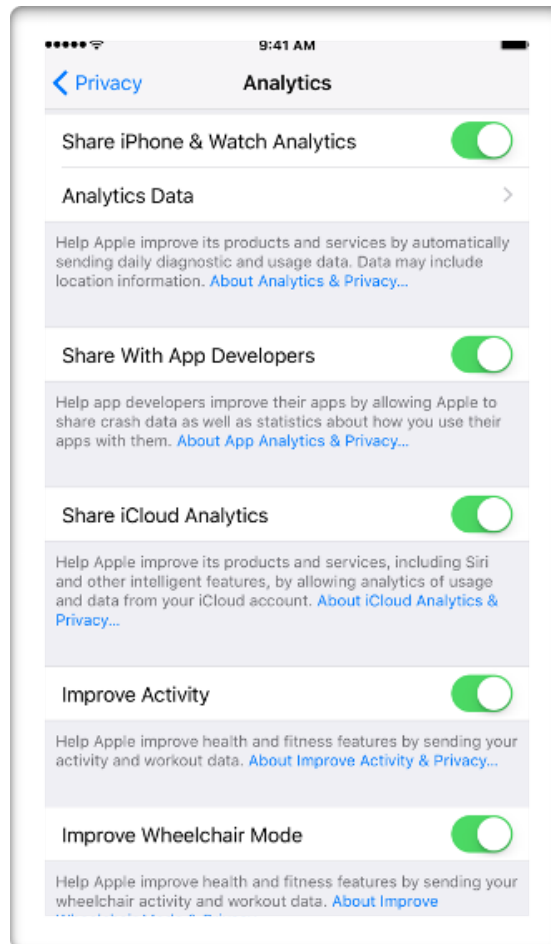 9:41 AM
Privacy
Analytics
Share iPhone & Watch Analytics
Analytics Data
Help Apple improve its products and services by automatically
sending daily diagnostic and usage data. Data may include
location information. About Analytics & Privacy...
Share With App Developers
Help app developers improve their apps by allowing Apple to
share crash data as well as statistics about how you use their
apps with them. About App Analytics & Privacy...
Share iCloud Analytics
Help Apple improve its products and services, including Siri
and other intelligent features, by allowing analytics of usage
and data from your iCloud account. About iCloud Analytics &
Privacy...
Improve Activity
Help Apple improve health and fitness features by sending your
activity and workout data. About Improve Activity & Privacy...
Improve Wheelchair Mode
Help Apple improve health and fitness features by sending your
wheelchair activity and workout data. About Improve